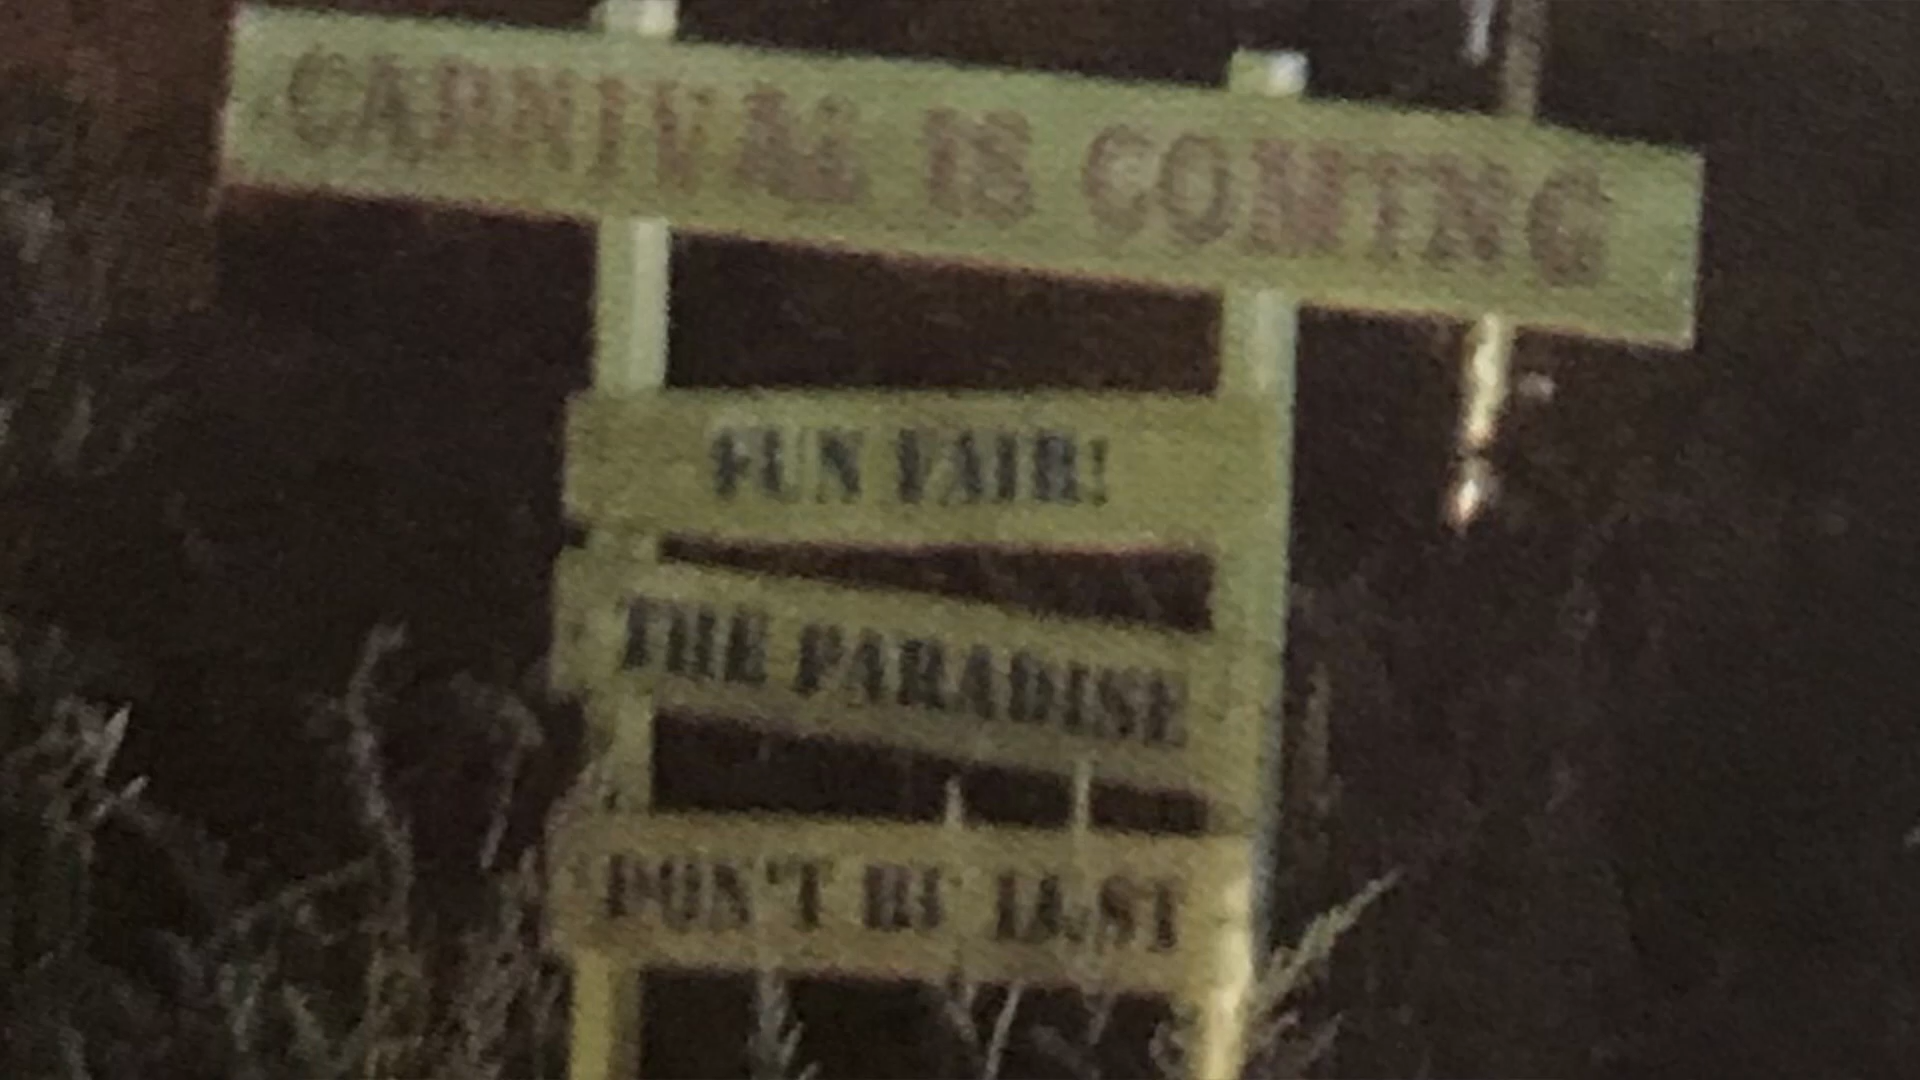 CARNIVAL IS COMING
FUN FAIR!
THE PARADISE
DON'T BE LAST